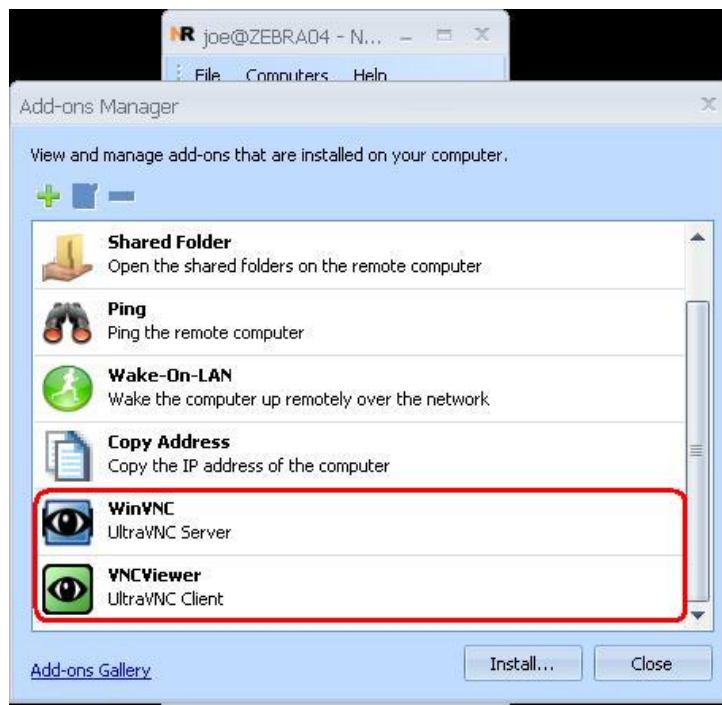 NR joe@ZEBRA04 - N...
File Computers Help
Add-ons Manager
View and manage add-ons that are installed on your computer.
Shared Folder
Open the shared folders on the remote computer
Ping
Ping the remote computer
Wake-On-LAN
Wake the computer up remotely over the network
Copy Address
Copy the IP address of the computer
WinVNC
UltraVNC Server
VNCViewer
UltraVNC Client
Add-ons Gallery
Install...
Close